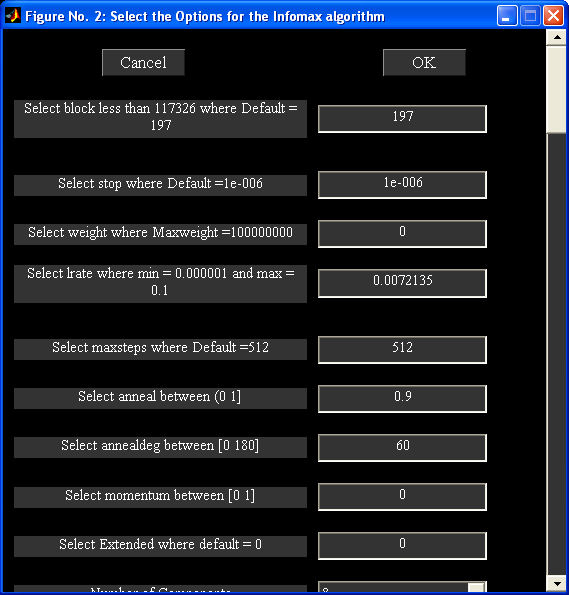 Figure No. 2: Select the Options for the Infomax algorithm
Cancel
OK
Select block less than 117326 where Default =
197
197
Select stop where Default =1e-006
1e-006
Select weight where Maxweight =100000000
0
Select lrate where min = 0.000001 and max =
0.1
0.0072135
Select maxsteps where Default =512
512
Select anneal between (0 1]
0.9
Select annealdeg between [0 180]
60
Select momentum between [0 1]
0
Select Extended where default = 0
0
Number of Components
8